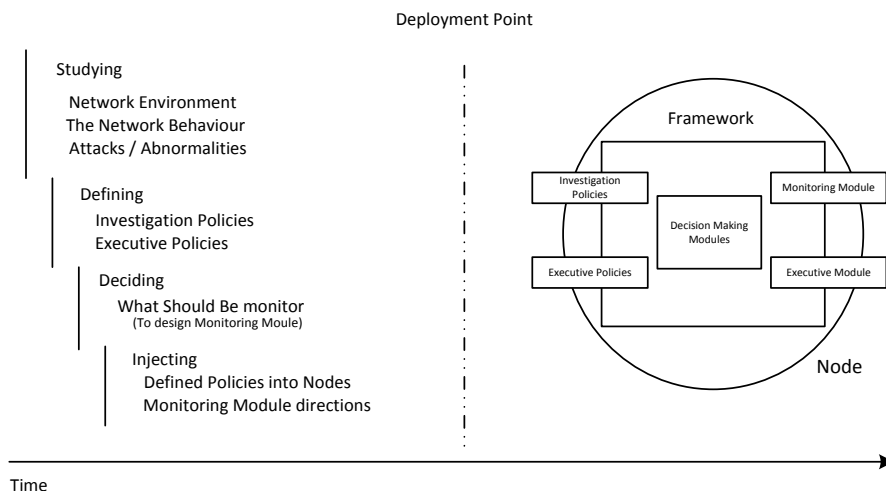 Deployment Point
Studying
Network Environment
The Network Behaviour
Attacks / Abnormalities
Defining
Investigation Policies
Executive Policies
Deciding
What Should Be monitor
(To design Monitoring Moule)
Injecting
Defined Policies into Nodes
Monitoring Module directions
Framework
Investigation
Policies
Monitoring Module
Decision Making
Modules
Executive Policies
Executive Module
Node
Time